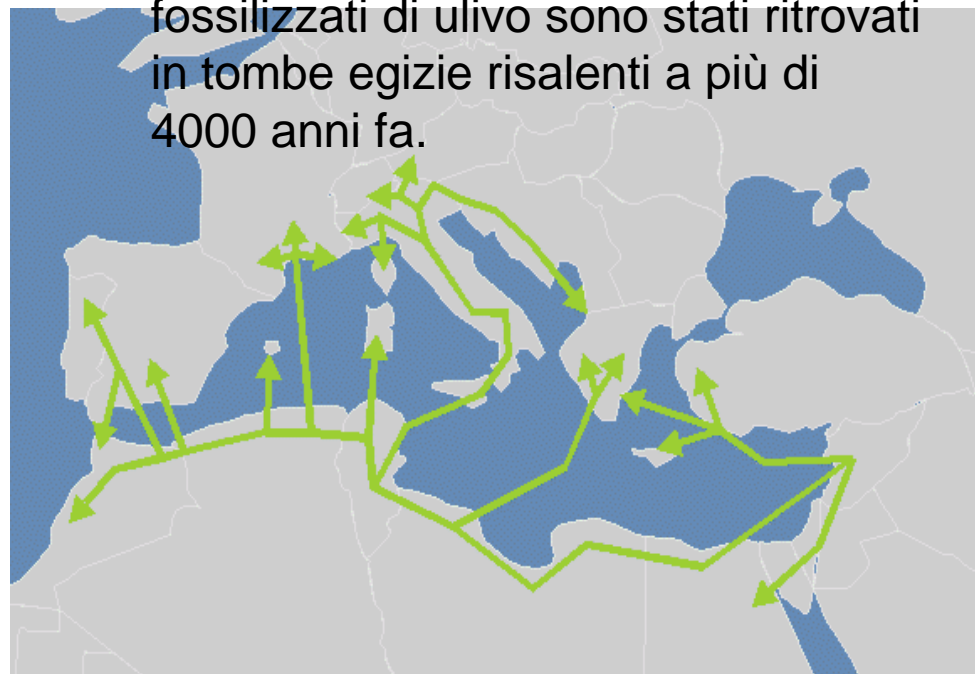 fossilizzati di ulivo sono stati ritrovati
in tombe egizie risalenti a più di
4000 anni fa.